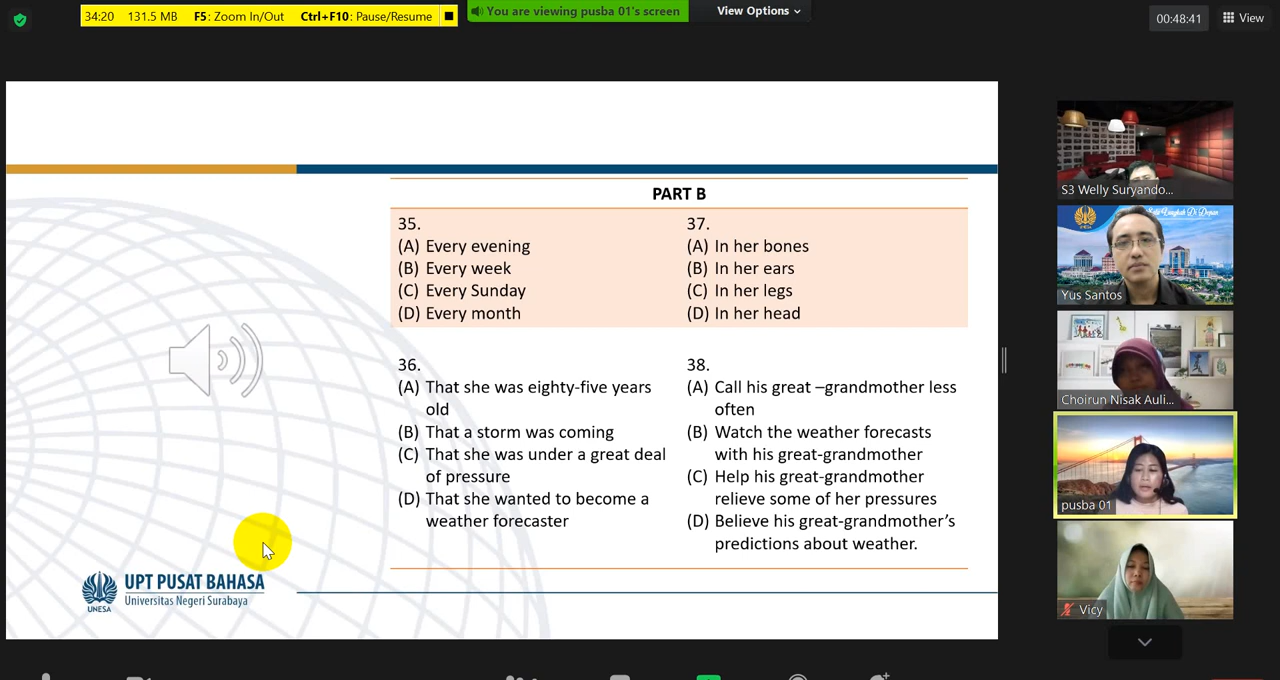 34:20 131.5 MB F5: Zoom In/Out Ctrl+F10: Pause/Resume
You are viewing pusba 01's screen
View Options
00:48:41
View
PART B
35.
(A) Every evening
(B) Every week
(C) Every Sunday
(D) Every month
36.
(A) That she was eighty-five years
old
(B) That a storm was coming
(C) That she was under a great deal
of pressure
(D) That she wanted to become a
weather forecaster
37.
(A) In her bones
(B) In her ears
(C) In her legs
(D) In her head
38.
(A) Call his great –grandmother less
often
(B) Watch the weather forecasts
with his great-grandmother
(C) Help his great-grandmother
relieve some of her pressures
(D) Believe his great-grandmother's
predictions about weather.
UNESA
UPT PUSAT BAHASA
Universitas Negeri Surabaya
S3 Welly Suryando...
Satu Langkah Di Depan
Yus Santos
Choirun Nisak Auli...
pusba 01
Vicy